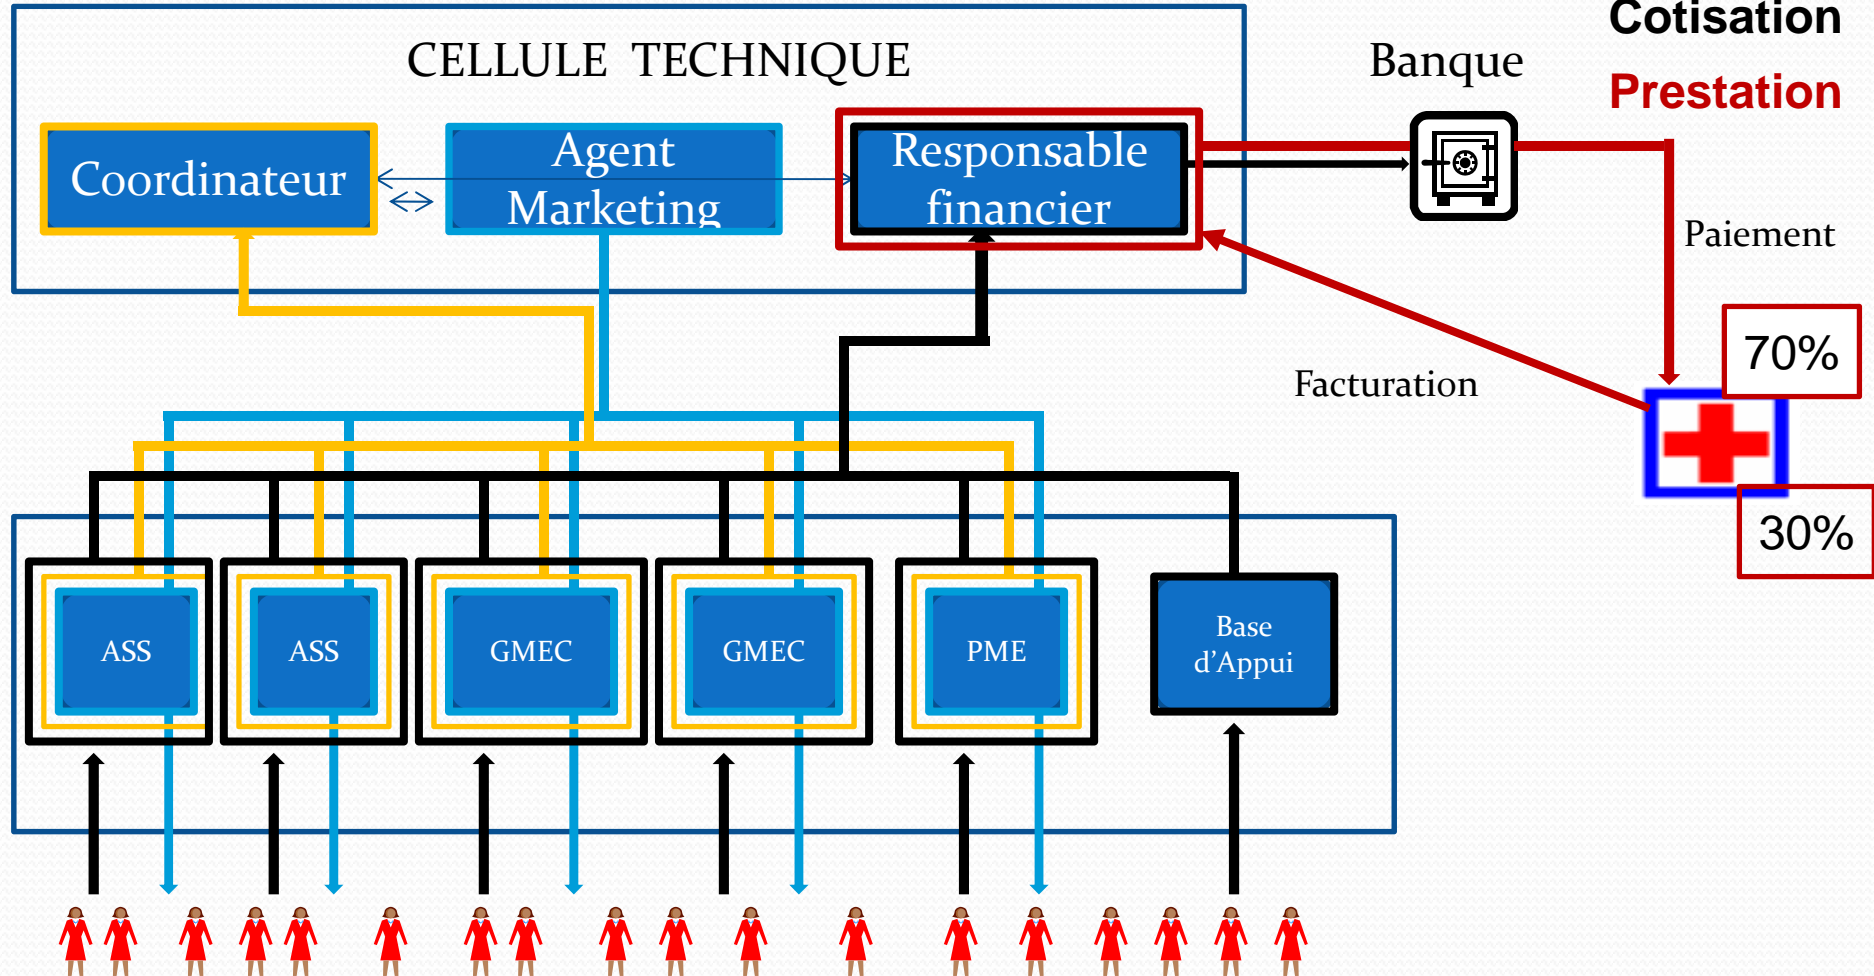 Cotisation
CELLULE TECHNIQUE
Banque
Prestation
Coordinateur
Agent
Marketing
Responsable
financier
Paiement
70%
Facturation
30%
ASS
ASS
GMEC
GMEC
PME
Base
d’Appui